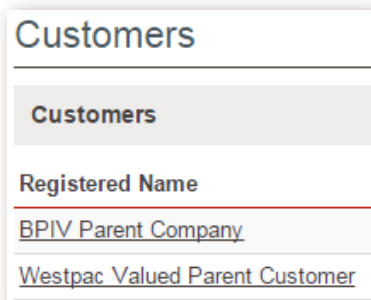 Customers
Customers
Registered Name
BPIV Parent Company
Westpac Valued Parent Customer